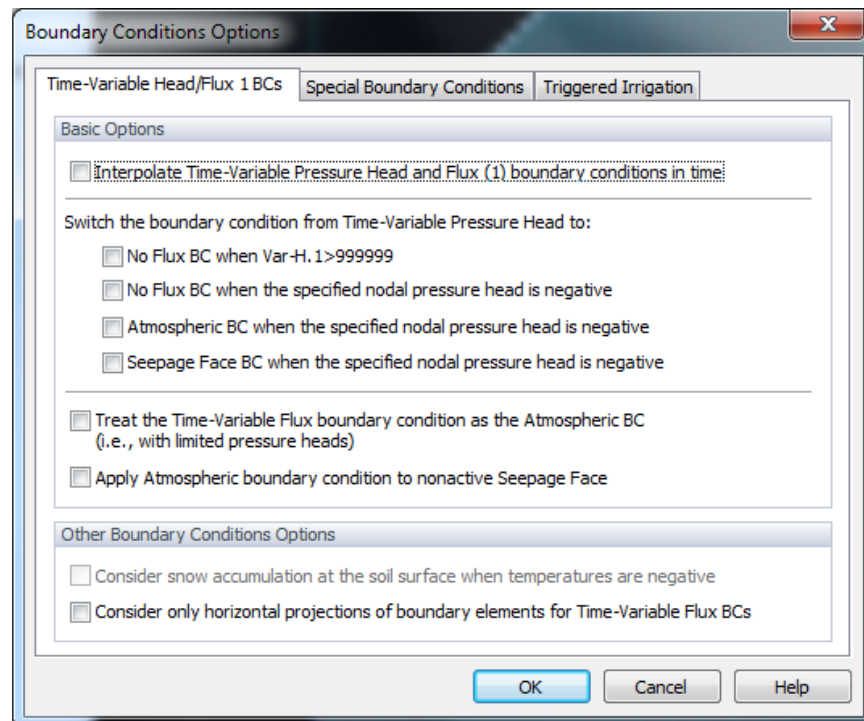 Boundary Conditions Options
Time-Variable Head/Flux 1 BCs
Special Boundary Conditions
Triggered Irrigation
Basic Options
Interpolate Time-Variable Pressure Head and Flux (1) boundary conditions in time
Switch the boundary condition from Time-Variable Pressure Head to:
No Flux BC when Var-H.1>999999
No Flux BC when the specified nodal pressure head is negative
Atmospheric BC when the specified nodal pressure head is negative
Seepage Face BC when the specified nodal pressure head is negative
Treat the Time-Variable Flux boundary condition as the Atmospheric BC
(i.e., with limited pressure heads)
Apply Atmospheric boundary condition to nonactive Seepage Face
Other Boundary Conditions Options
Consider snow accumulation at the soil surface when temperatures are negative
Consider only horizontal projections of boundary elements for Time-Variable Flux BCs
OK
Cancel
Help